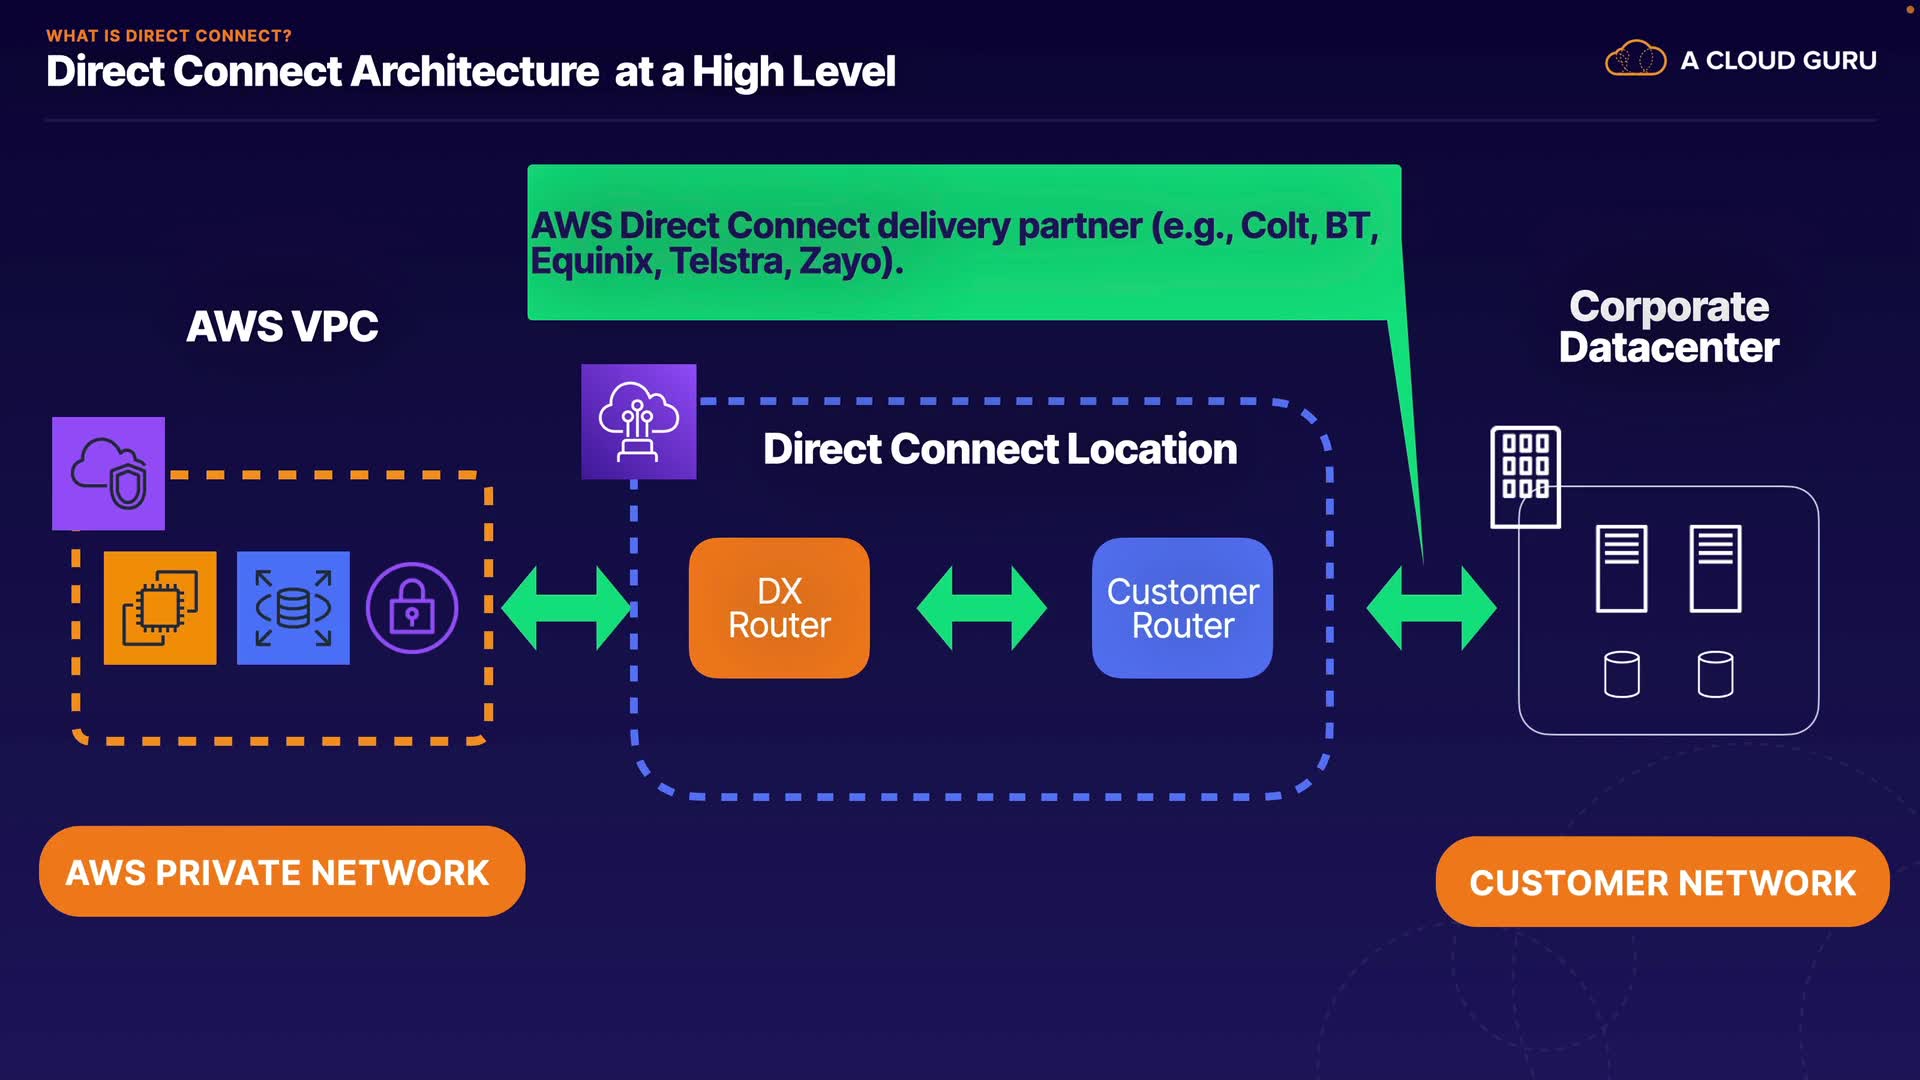 WHAT IS DIRECT CONNECT?
Direct Connect Architecture at a High Level
A CLOUD GURU
AWS Direct Connect delivery partner (e.g., Colt, BT,
Equinix, Telstra, Zayo).
AWS VPC
Corporate
Datacenter
Direct Connect Location
DX
Router
Customer
Router
AWS PRIVATE NETWORK
CUSTOMER NETWORK